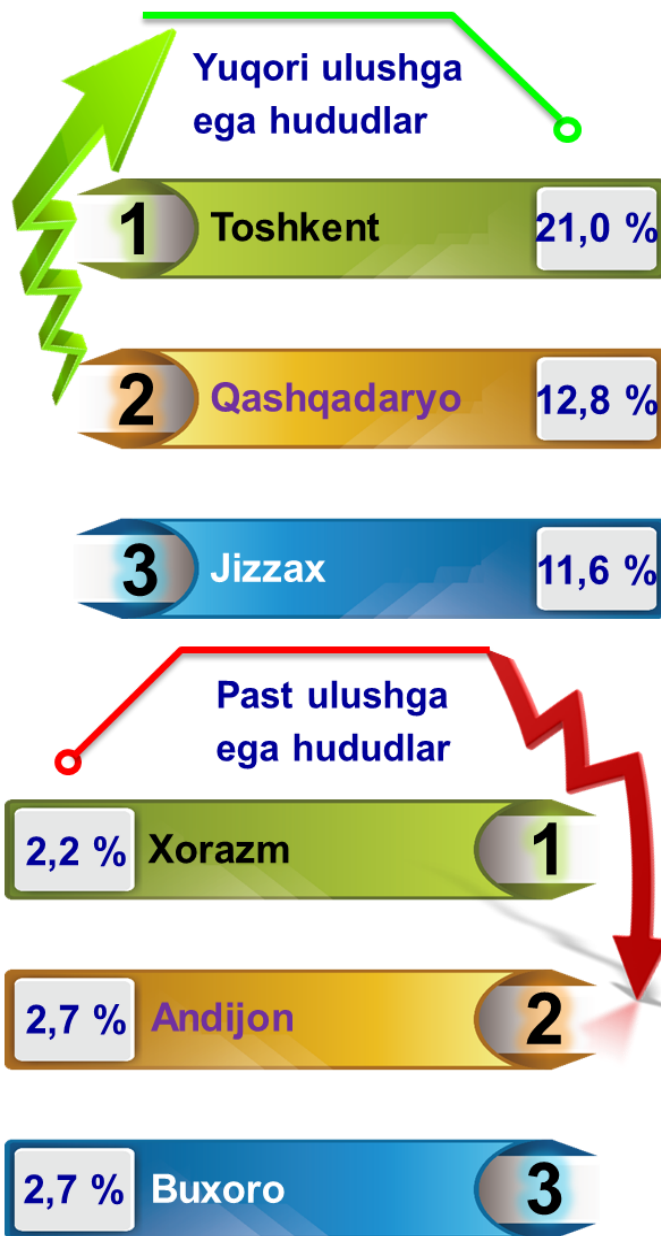 Yuqori ulushga
ega hududlar
1 Toshkent 21,0 %
2 Qashqadaryo 12,8 %
3 Jizzax 11,6 %
Past ulushga
ega hududlar
2,2 % Xorazm 1
2,7 % Andijon 2
2,7 % Buxoro 3